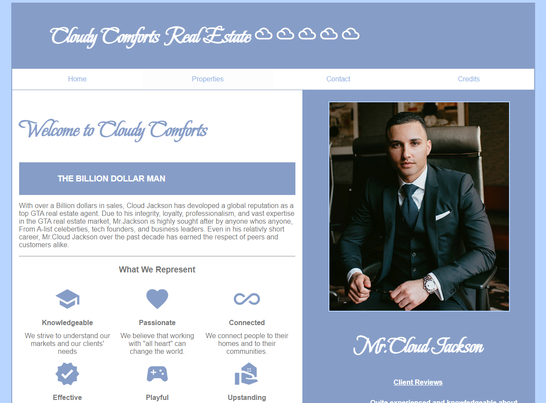 Cloudy Comforts Real Estate
Home Properties Contact Credits
Welcome to Cloudy Comforts
THE BILLION DOLLAR MAN
With over a Billion dollars in sales, Cloud Jackson has devoloped a global reputation as a
top GTA real estate agent. Due to his integrity, loyalty, professionalism, and vast expertise
in the GTA real estate market, Mr.Jackson is highly sought after by anyone whos anyone,
From A-list celeberties, tech founders, and business leaders. Even in his relativly short
career, Mr.Cloud Jackson over the past decade has earned the respect of peers and
customers alike.
What We Represent
Knowledgeable Passionate Connected
We strive to understand our We believe that working We connect people to their
markets and our clients' with "all heart" can homes and to their
needs change the world communities.
Effective Playful Upstanding
Mr.Cloud Jackson
Client Reviews
Quite experienced and knowledgeable about